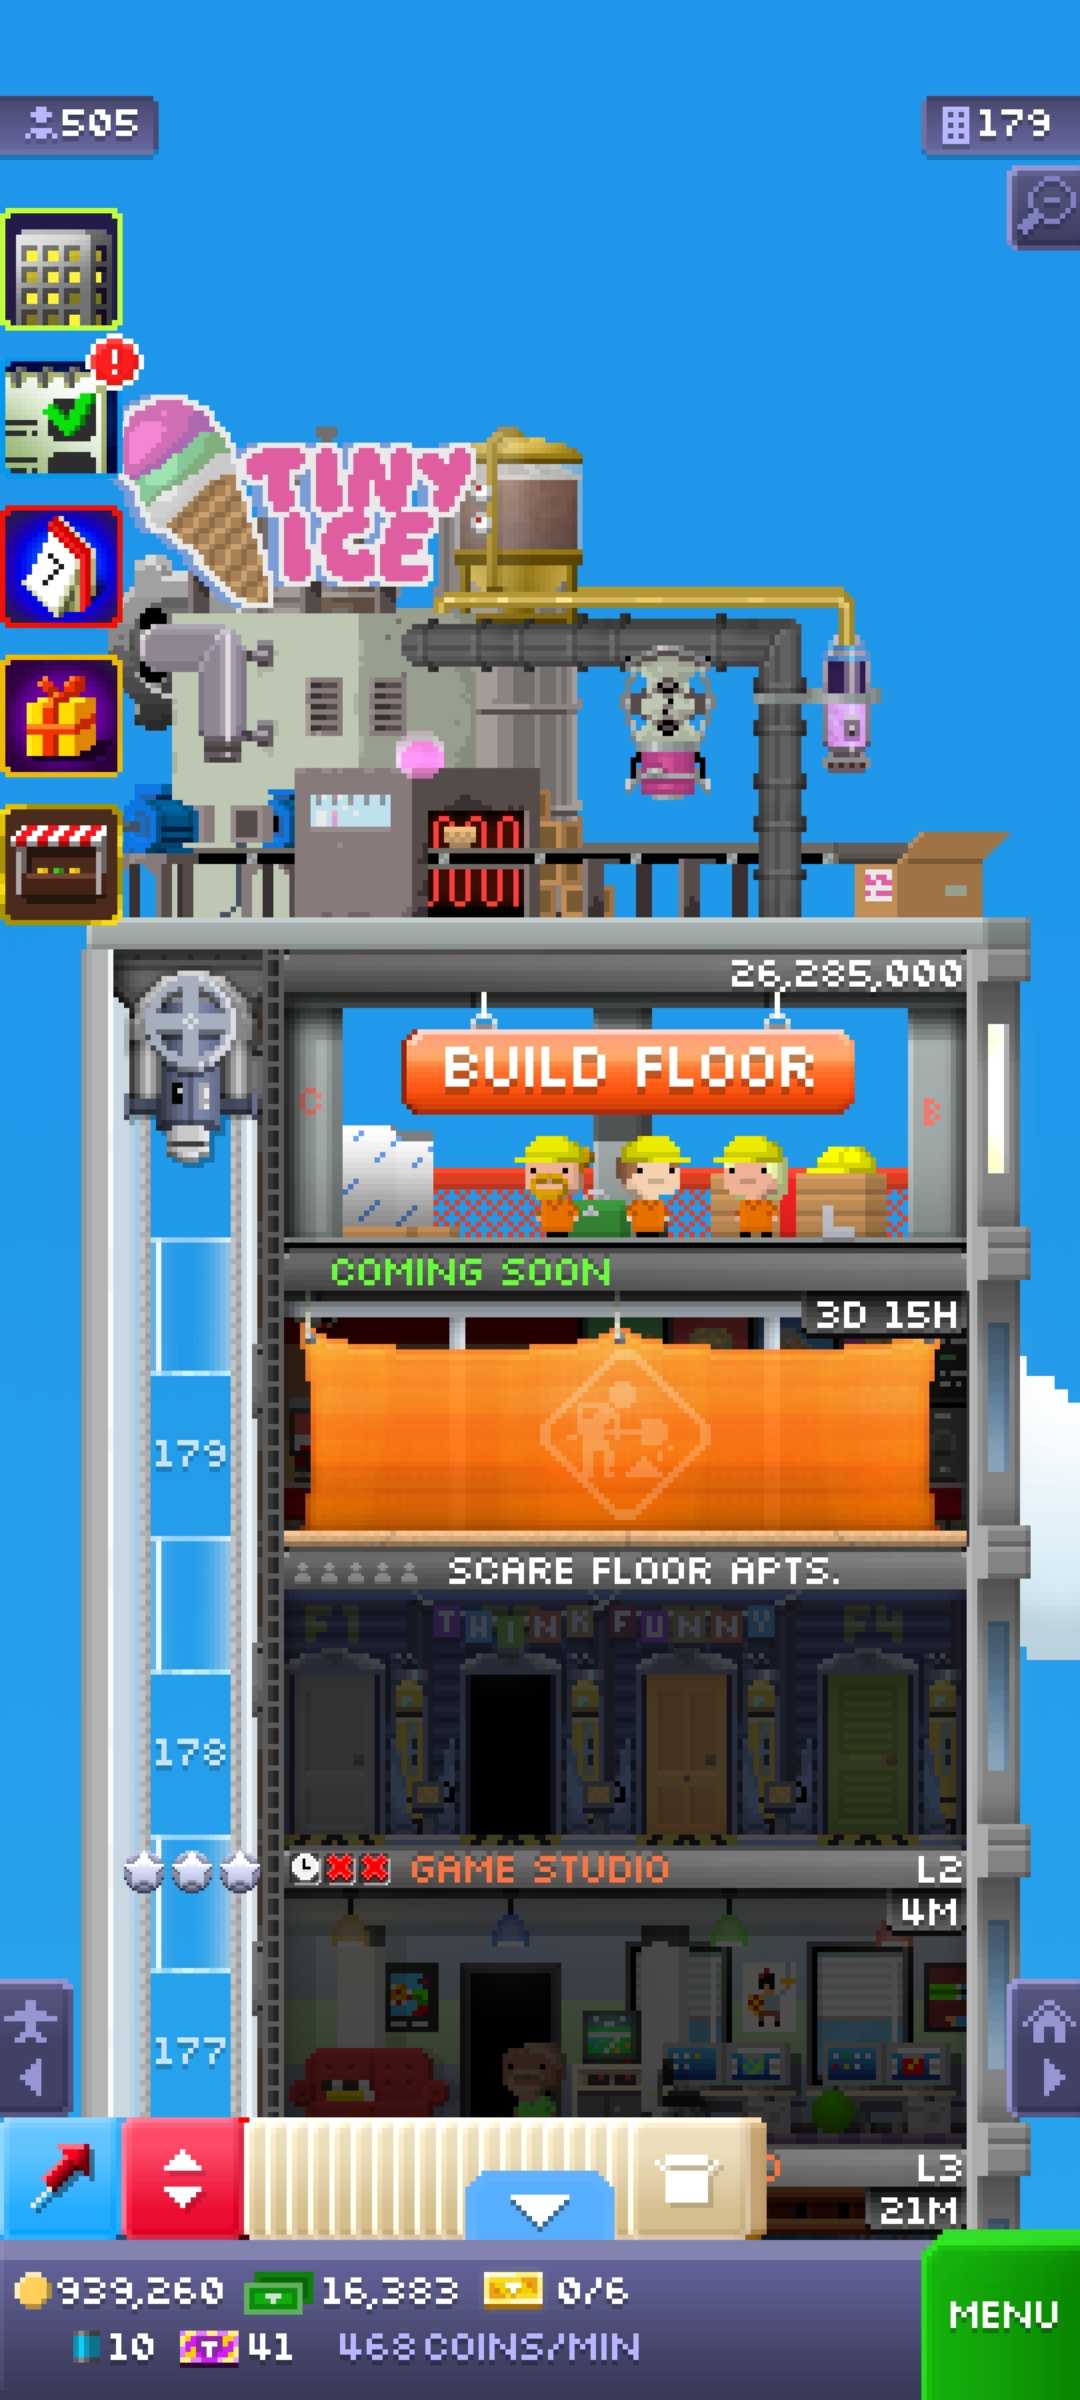 505
179
TINY
ICE
26,285,000
BUILD FLOOR
C
B
COMING SOON
3D 15H
179
SCARE FLOOR APTS.
F1 THINK FUNNY F4
178
GAME STUDIO L2
4M
177
L3
21M
939,260 16,383 0/6
MENU
10 41 468 COINS/MIN